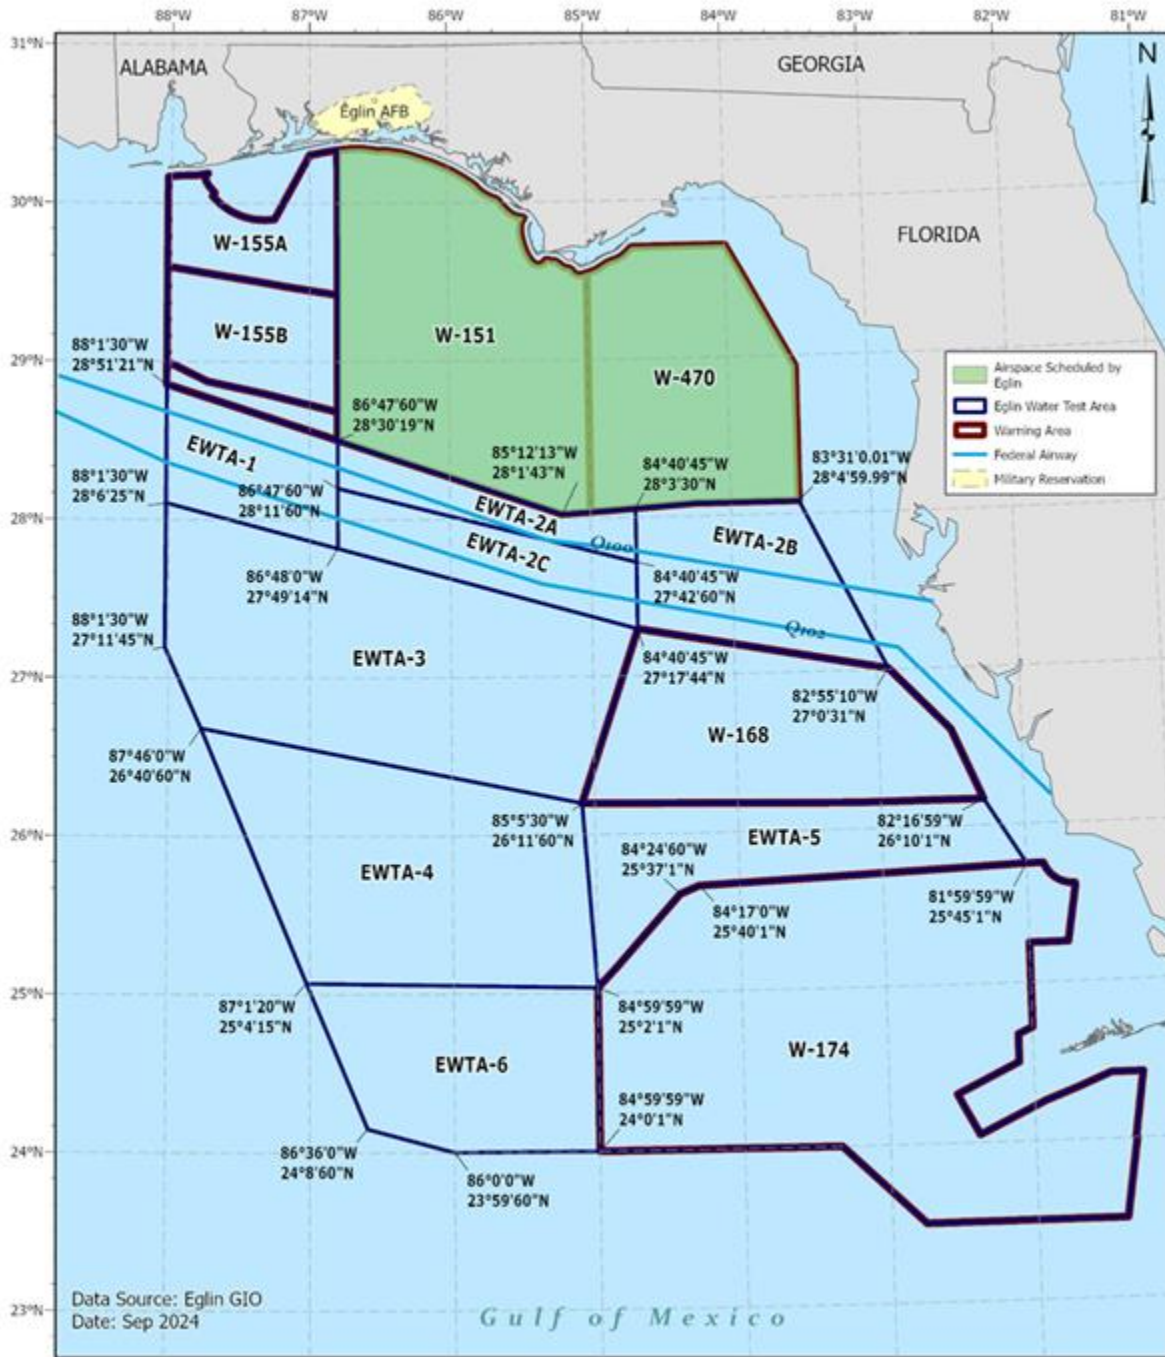 88°W
87°W
86°W
85°W
84°W
83°W
82°W
81°W
31°N
ALABAMA
GEORGIA
N
Eglin AFB
30°N
FLORIDA
W-155A
W-155B
W-151
W-470
88°1'30"W
28°51'21"N
29°N
Airspace Scheduled by
Eglin
Eglin Water Test Area
Warning Area
Federal Airway
Military Reservation
86°47'60"W
28°30'19"N
85°12'13"W
28°1'43"N
84°40'45"W
28°3'30"N
83°31'0.01"W
28°4'59.99"N
EWTA-1
88°1'30"W
28°6'25"N
86°47'60"W
28°11'60"N
28°N
EWTA-2A
EWTA-2B
EWTA-2C
Q100
86°48'0"W
27°49'14"N
84°40'45"W
27°42'60"N
88°1'30"W
27°11'45"N
Q102
EWTA-3
84°40'45"W
27°17'44"N
27°N
82°55'10"W
27°0'31"N
W-168
87°46'0"W
26°40'60"N
85°5'30"W
26°11'60"N
82°16'59"W
26°10'1"N
26°N
EWTA-5
84°24'60"W
25°37'1"N
EWTA-4
84°17'0"W
25°40'1"N
81°59'59"W
25°45'1"N
25°N
87°1'20"W
25°4'15"N
84°59'59"W
25°2'1"N
W-174
EWTA-6
84°59'59"W
24°0'1"N
24°N
86°36'0"W
24°8'60"N
86°0'0"W
23°59'60"N
23°N
Data Source: Eglin GIO
Date: Sep 2024
Gulf of Mexico